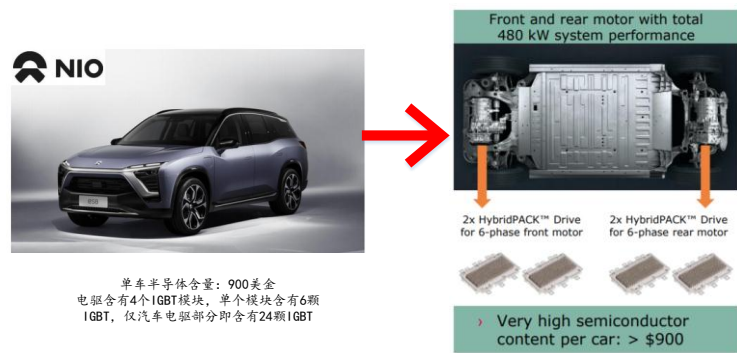 NIO
单车半导体含量：900美金
电驱含有4个IGBT模块，单个模块含有6颗
IGBT，仅汽车电驱部分即含有24颗IGBT
Front and rear motor with total
480 kW system performance
2x HybridPACK™ Drive
for 6-phase front motor
2x HybridPACK™ Drive
for 6-phase rear motor
› Very high semiconductor
content per car: > $900